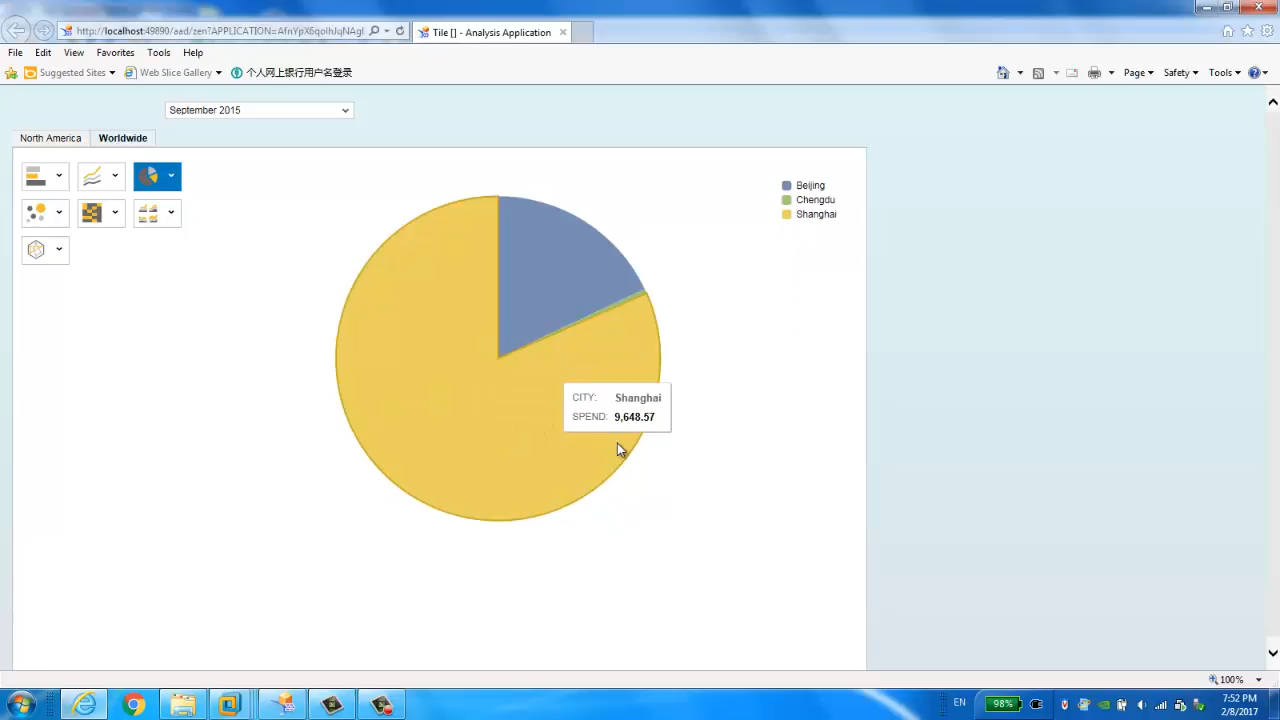 http://localhost:49890/aad/zen?APPLICATION=AfnYpX6qolhJqNAgl
Tile [] - Analysis Application
File Edit View Favorites Tools Help
Suggested Sites Web Slice Gallery 个人网上银行用户名登录
Page Safety Tools
September 2015
North America Worldwide
Beijing
Chengdu
Shanghai
CITY: Shanghai
SPEND: 9,648.57
100%
EN 98% 7:52 PM
2/8/2017